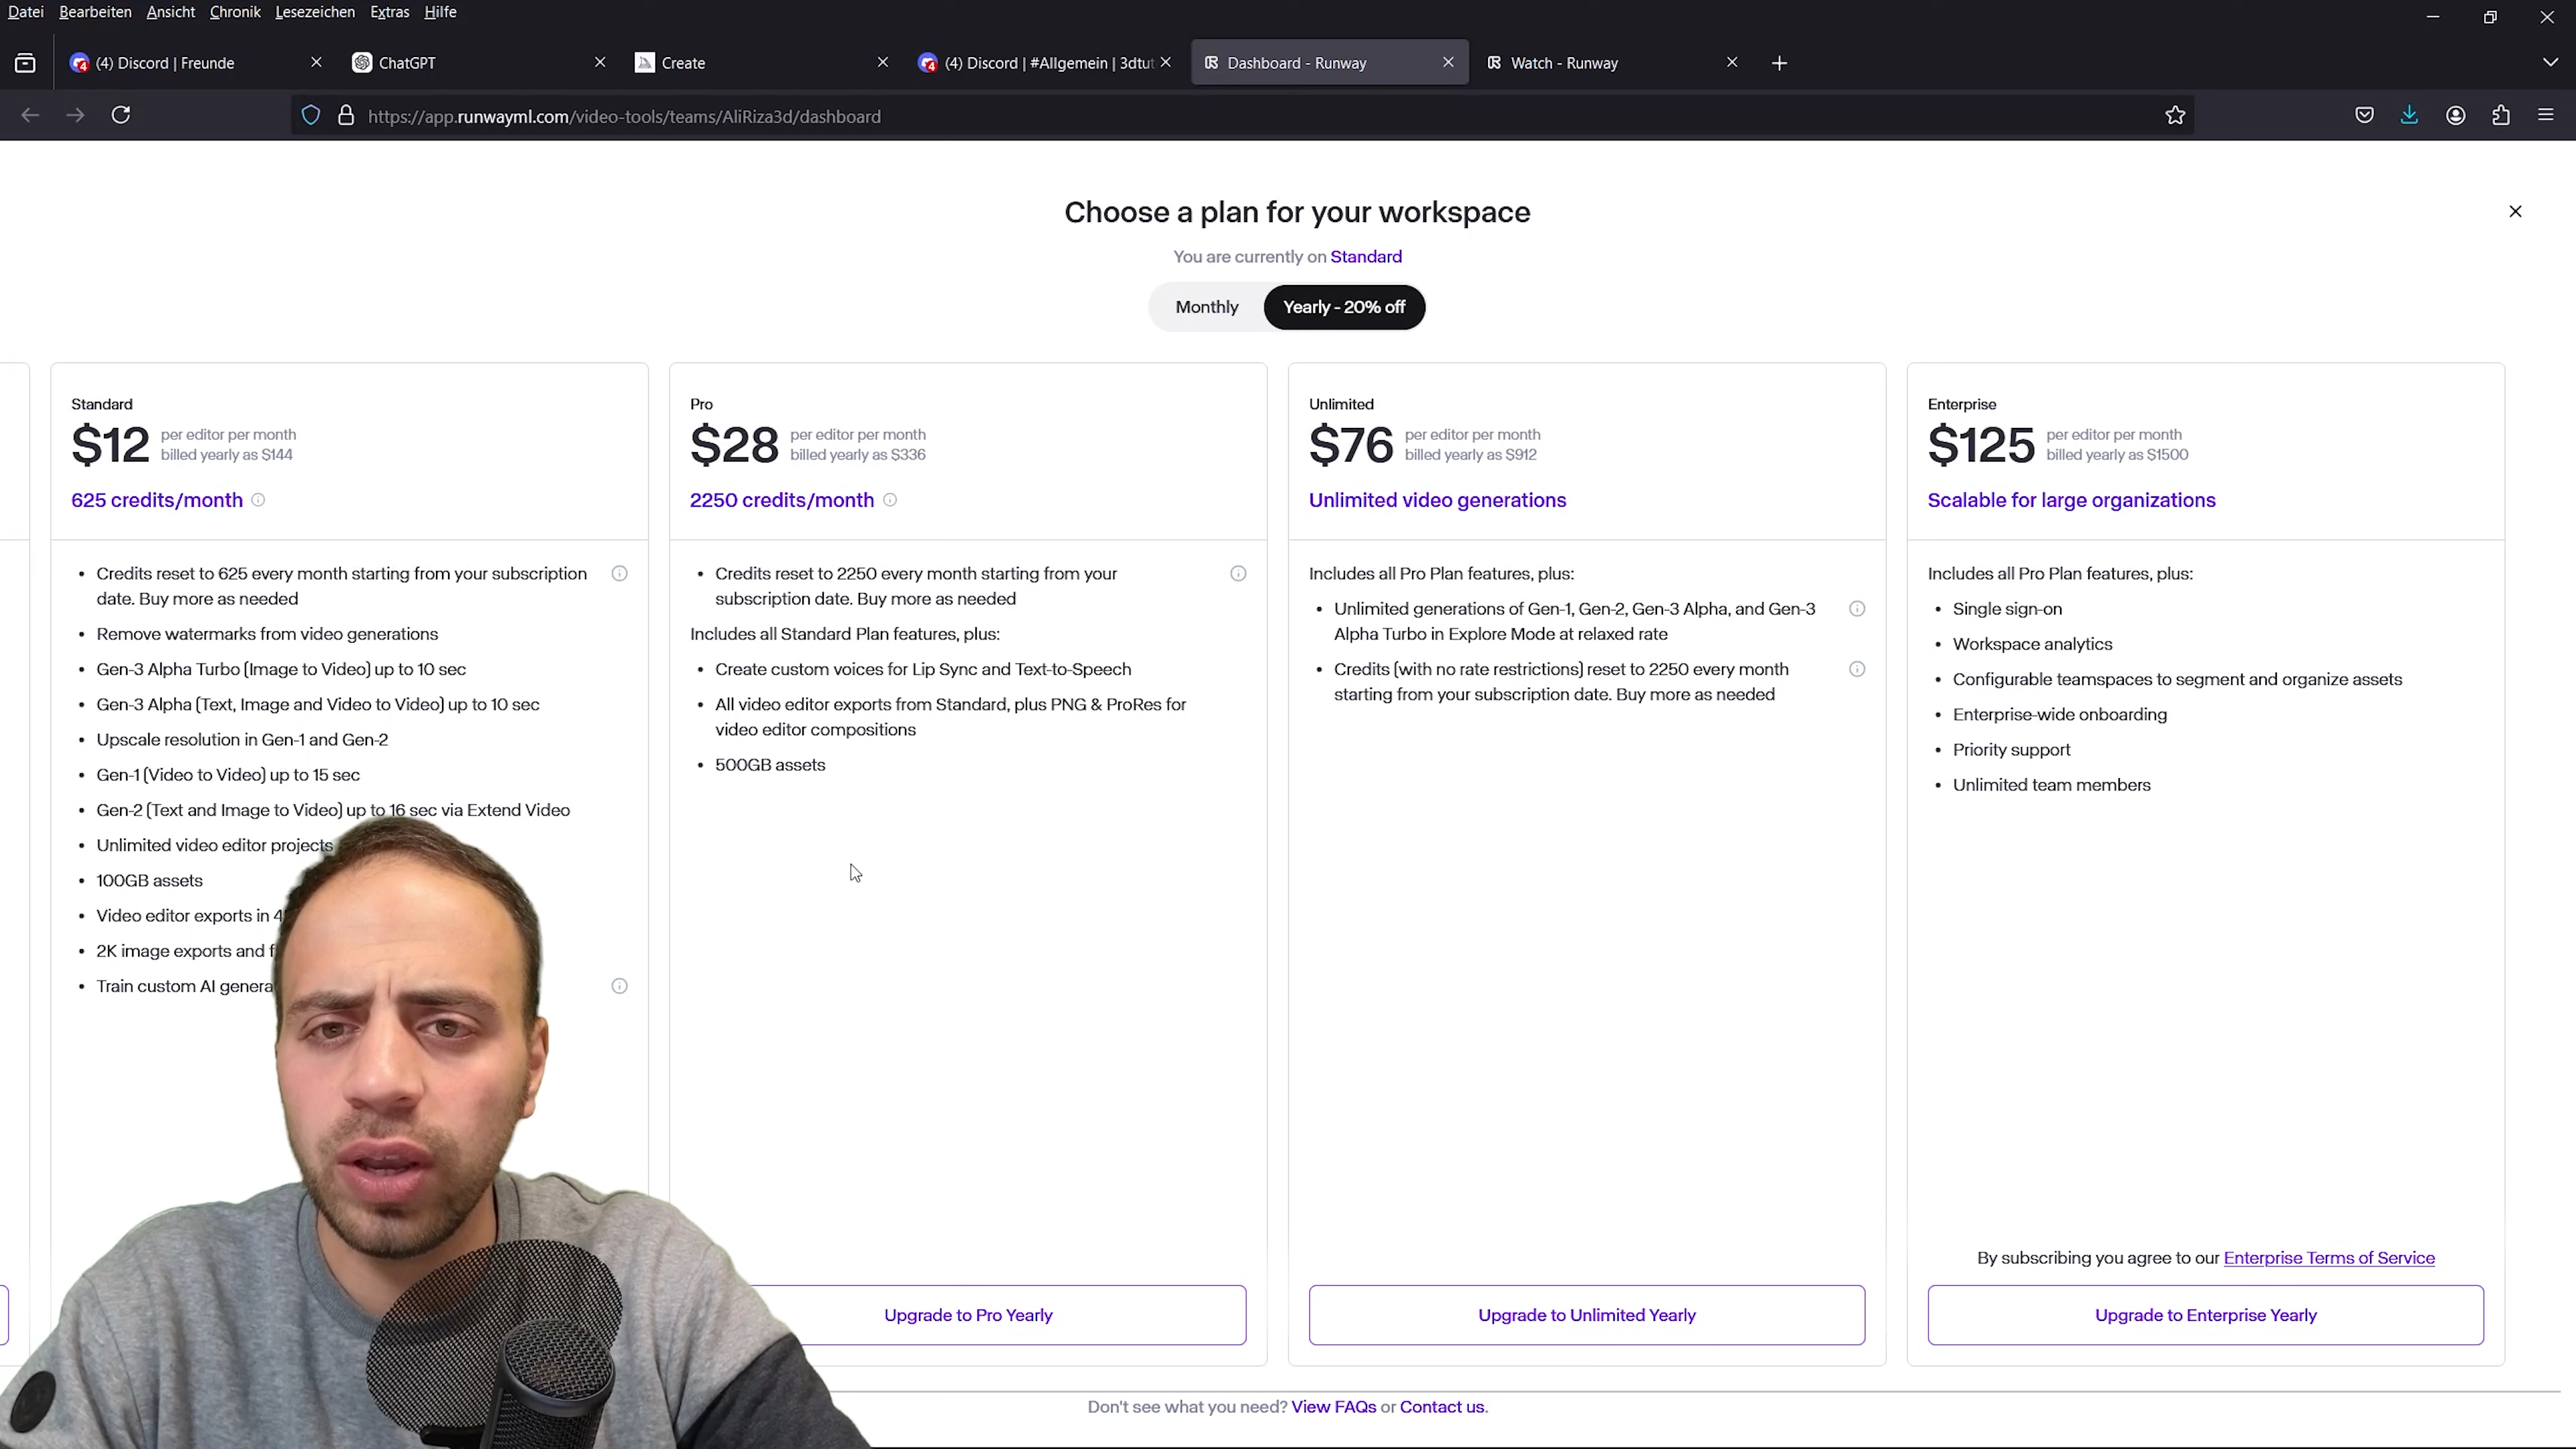 Datei Bearbeiten Ansicht Chronik Lesezeichen Extras Hilfe
(4) Discord | Freunde
ChatGPT
Create
(4) Discord | #Allgemein | 3dtut
Dashboard - Runway
Watch - Runway
https://app.runwayml.com/video-tools/teams/AliRiza3d/dashboard
Choose a plan for your workspace
You are currently on Standard
Monthly
Yearly - 20% off
Standard
$12
per editor per month
billed yearly as $144
625 credits/month
• Credits reset to 625 every month starting from your subscription
date. Buy more as needed
• Remove watermarks from video generations
• Gen-3 Alpha Turbo (Image to Video) up to 10 sec
• Gen-3 Alpha (Text, Image and Video to Video) up to 10 sec
• Upscale resolution in Gen-1 and Gen-2
• Gen-1 (Video to Video) up to 15 sec
• Gen-2 (Text and Image to Video) up to 16 sec via Extend Video
• Unlimited video editor projects
• 100GB assets
• Video editor exports in 4
• 2K image exports and f
• Train custom AI genera
Pro
$28
per editor per month
billed yearly as $336
2250 credits/month
• Credits reset to 2250 every month starting from your
subscription date. Buy more as needed
Includes all Standard Plan features, plus:
• Create custom voices for Lip Sync and Text-to-Speech
• All video editor exports from Standard, plus PNG & ProRes for
video editor compositions
• 500GB assets
Upgrade to Pro Yearly
Unlimited
$76
per editor per month
billed yearly as $912
Unlimited video generations
Includes all Pro Plan features, plus:
• Unlimited generations of Gen-1, Gen-2, Gen-3 Alpha, and Gen-3
Alpha Turbo in Explore Mode at relaxed rate
• Credits (with no rate restrictions) reset to 2250 every month
starting from your subscription date. Buy more as needed
Upgrade to Unlimited Yearly
Enterprise
$125
per editor per month
billed yearly as $1500
Scalable for large organizations
Includes all Pro Plan features, plus:
• Single sign-on
• Workspace analytics
• Configurable teamspaces to segment and organize assets
• Enterprise-wide onboarding
• Priority support
• Unlimited team members
By subscribing you agree to our Enterprise Terms of Service
Upgrade to Enterprise Yearly
Don't see what you need? View FAQs or Contact us.